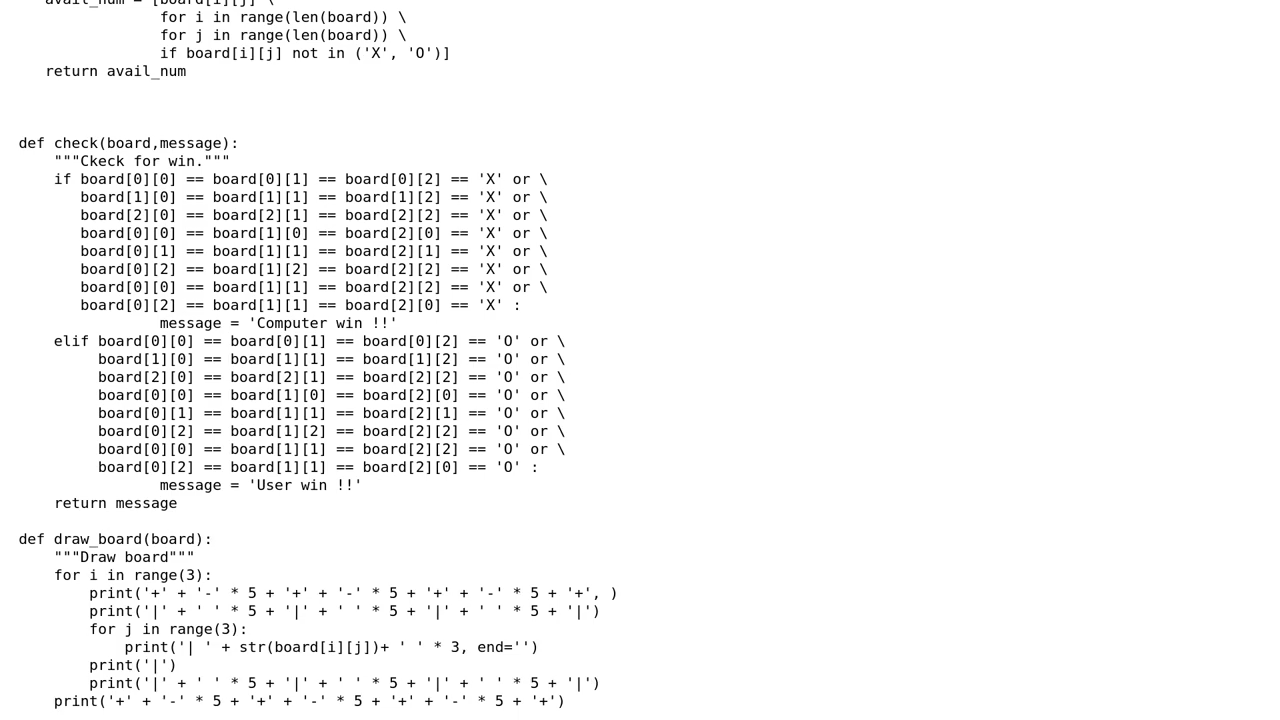 avail_num = [board[i][j] \
for i in range(len(board)) \
for j in range(len(board)) \
if board[i][j] not in ('X', 'O')]
return avail_num
def check(board,message):
"""Ckeck for win."""
if board[0][0] == board[0][1] == board[0][2] == 'X' or \
board[1][0] == board[1][1] == board[1][2] == 'X' or \
board[2][0] == board[2][1] == board[2][2] == 'X' or \
board[0][0] == board[1][0] == board[2][0] == 'X' or \
board[0][1] == board[1][1] == board[2][1] == 'X' or \
board[0][2] == board[1][2] == board[2][2] == 'X' or \
board[0][0] == board[1][1] == board[2][2] == 'X' or \
board[0][2] == board[1][1] == board[2][0] == 'X' :
message = 'Computer win !!'
elif board[0][0] == board[0][1] == board[0][2] == 'O' or \
board[1][0] == board[1][1] == board[1][2] == 'O' or \
board[2][0] == board[2][1] == board[2][2] == 'O' or \
board[0][0] == board[1][0] == board[2][0] == 'O' or \
board[0][1] == board[1][1] == board[2][1] == 'O' or \
board[0][2] == board[1][2] == board[2][2] == 'O' or \
board[0][0] == board[1][1] == board[2][2] == 'O' or \
board[0][2] == board[1][1] == board[2][0] == 'O' :
message = 'User win !!'
return message
def draw_board(board):
"""Draw board"""
for i in range(3):
print('+' + '-' * 5 + '+' + '-' * 5 + '+' + '-' * 5 + '+', )
print('|' + ' ' * 5 + '|' + ' ' * 5 + '|' + ' ' * 5 + '|')
for j in range(3):
print('| ' + str(board[i][j])+ ' ' * 3, end='')
print('|')
print('|' + ' ' * 5 + '|' + ' ' * 5 + '|' + ' ' * 5 + '|')
print('+' + '-' * 5 + '+' + '-' * 5 + '+' + '-' * 5 + '+')